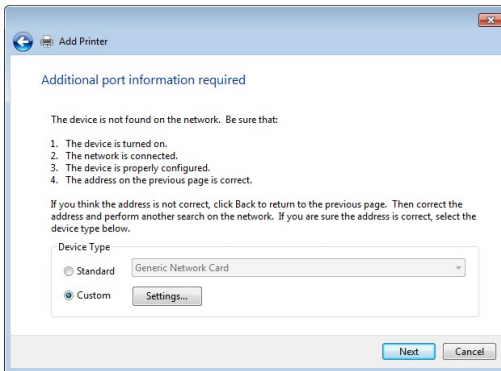 Add Printer
Additional port information required
The device is not found on the network. Be sure that:
1. The device is turned on.
2. The network is connected.
3. The device is properly configured.
4. The address on the previous page is correct.
If you think the address is not correct, click Back to return to the previous page. Then correct the
address and perform another search on the network. If you are sure the address is correct, select the
device type below.
Device Type
Standard
Generic Network Card
Custom
Settings...
Next
Cancel